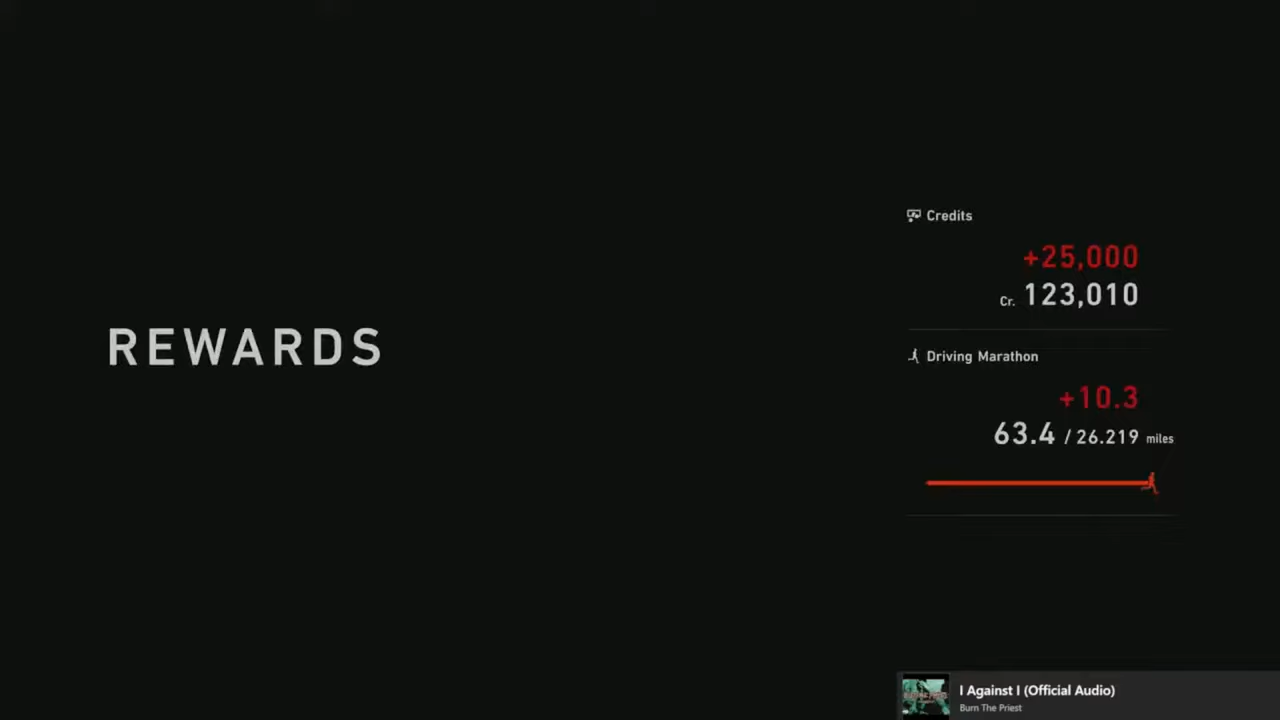 REWARDS
Credits
+25,000
Cr. 123,010
Driving Marathon
+10.3
63.4 / 26.219 miles
I Against I (Official Audio)
Burn The Priest